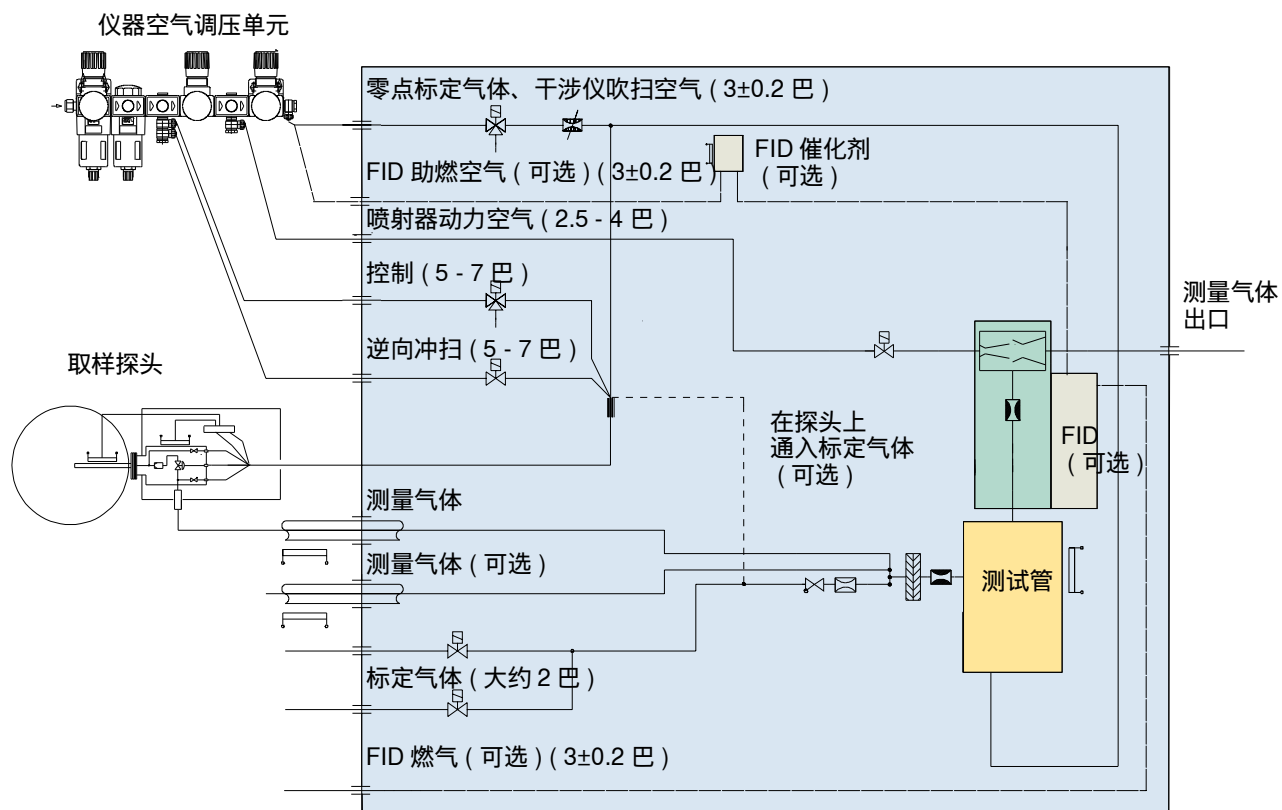 仪器空气调压单元
零点标定气体、干涉仪吹扫空气 ( 3±0.2 巴 )
FID 催化剂
( 可选 )
FID 助燃空气 ( 可选 ) ( 3±0.2 巴 )
喷射器动力空气 ( 2.5 - 4 巴 )
控制 ( 5 - 7 巴 )
测量气体
出口
逆向冲扫 ( 5 - 7 巴 )
取样探头
在探头上
通入标定气体
( 可选 )
FID
( 可选 )
测量气体
测量气体 ( 可选 )
测试管
标定气体 ( 大约 2 巴 )
FID 燃气 ( 可选 ) ( 3±0.2 巴 )